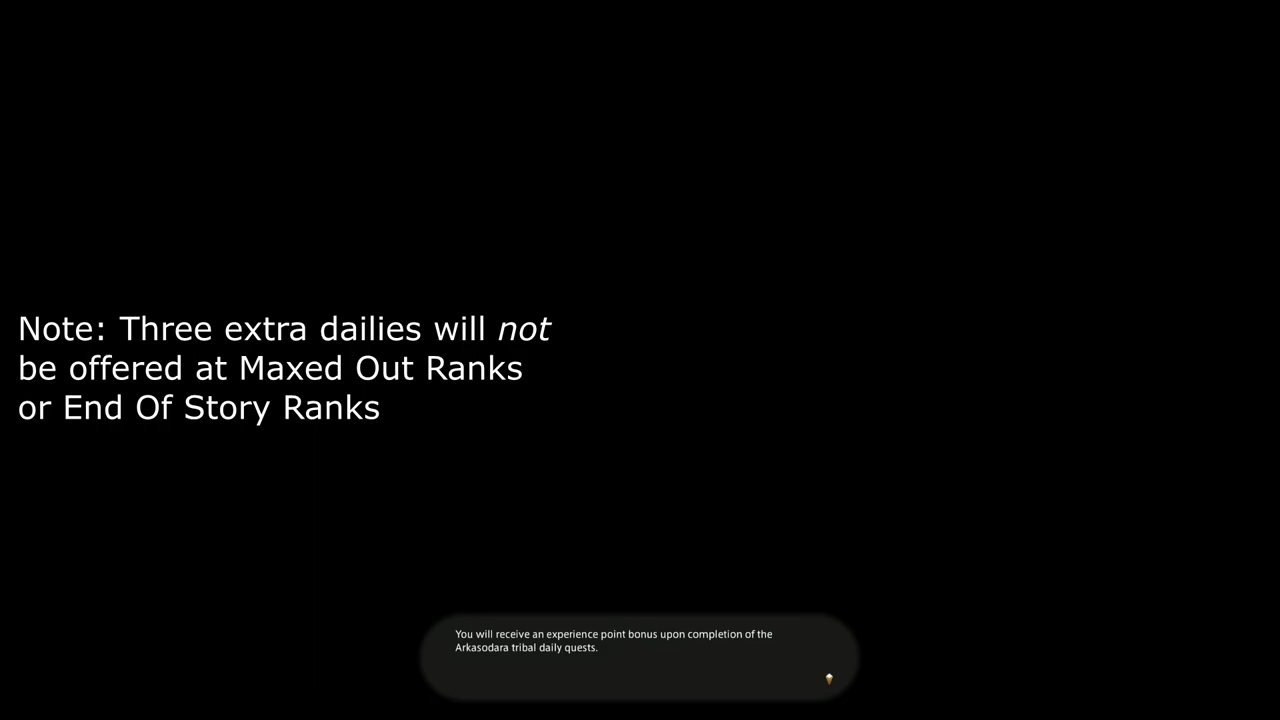 Note: Three extra dailies will not
be offered at Maxed Out Ranks
or End Of Story Ranks
You will receive an experience point bonus upon completion of the
Arkasodara tribal daily quests.